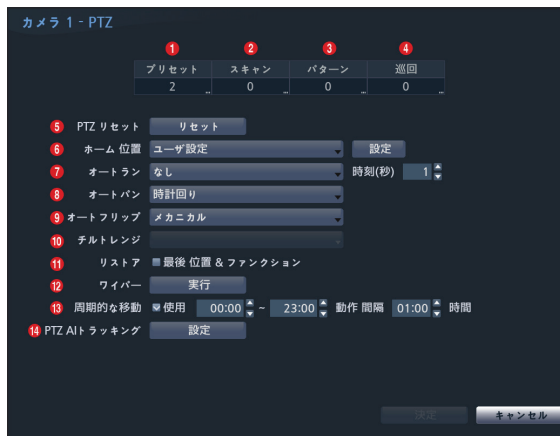 カメラ 1 - PTZ
1 2 3 4
プリセット スキャン パターン 巡回
2 ... 0 ... 0 ... 0 ...
5 PTZ リセット リセット
6 ホーム 位置 ユーザ設定 設定
7 オートラン なし 時刻(秒) 1
8 オートパン 時計回り
9 オートフリップ メカニカル
10 チルトレンジ
11 リストア 最後 位置 & ファンクション
12 ワイパー 実行
13 周期的な移動 使用 00:00 ~ 23:00 動作 間隔 01:00 時間
14 PTZ AIトラッキング 設定
決定 キャンセル